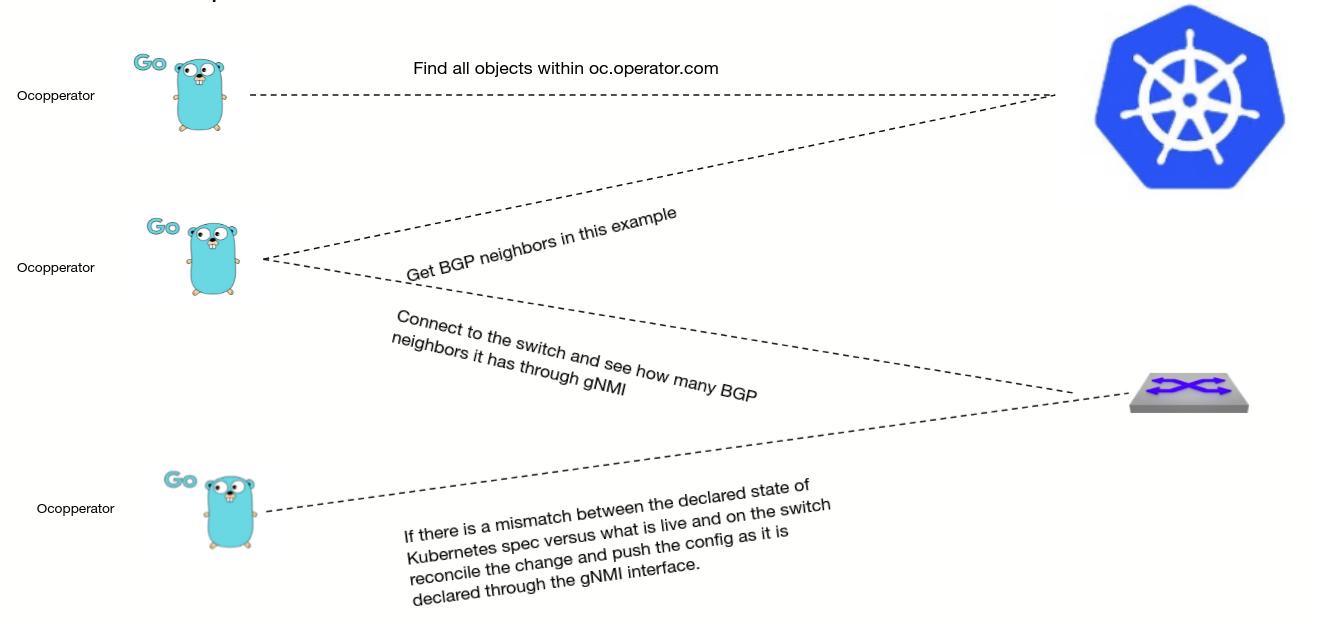 Go
Find all objects within oc.operator.com
Ocopperator
Go
Get BGP neighbors in this example
Ocopperator
Connect to the switch and see how many BGP
neighbors it has through gNMI
Go
Ocopperator
If there is a mismatch between the declared state of
Kubernetes spec versus what is live and on the switch
reconcile the change and push the config as it is
declared through the gNMI interface.